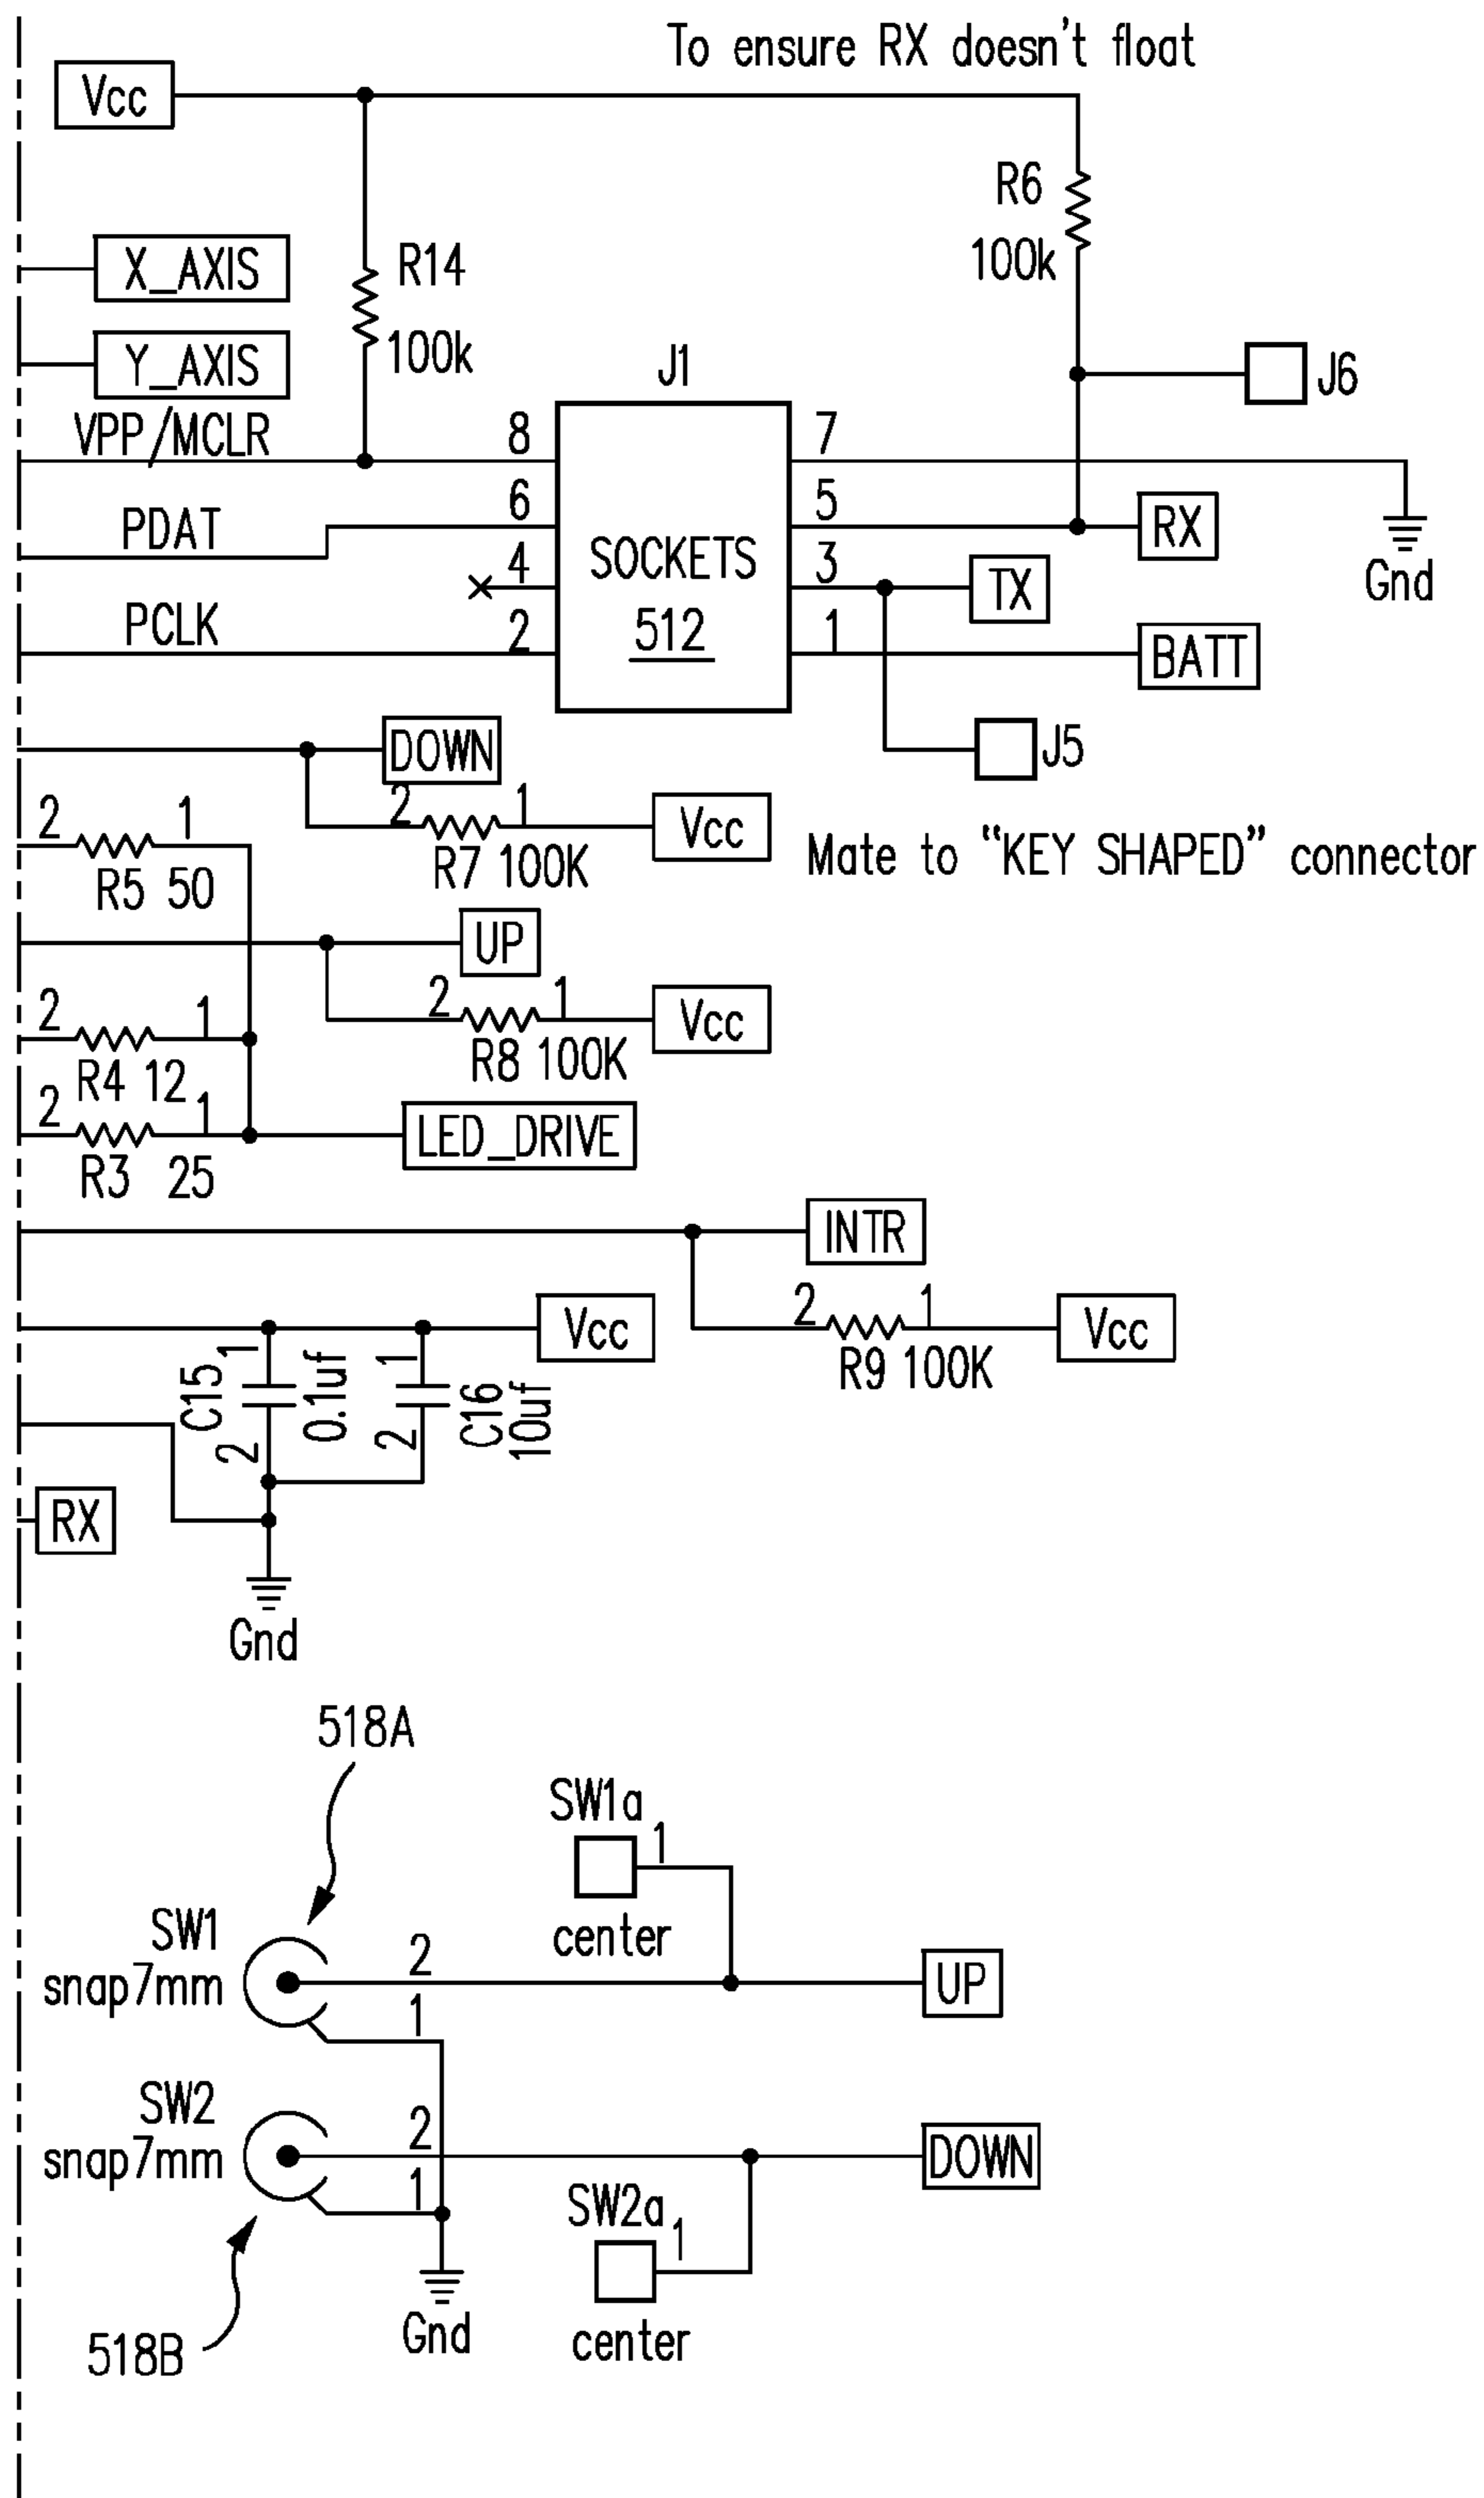 To ensure RX doesn't float
Vcc
R6
100k
X_AXIS
R14
100k
Y_AXIS
J1
J6
VPP/MCLR
8
7
PDAT
6
5
RX
SOCKETS
4
3
TX
Gnd
PCLK
512
2
1
BATT
DOWN
J5
2
1
R7 100K
Vcc
Mate to “KEY SHAPED” connector
2
1
R5 50
UP
2
1
R8 100K
Vcc
2
1
R4 12
2
1
R3 25
LED_DRIVE
INTR
2
1
R9 100K
Vcc
Vcc
C15
1
2
0.1uf
1
2
C16
10uf
RX
Gnd
518A
SW1a
1
center
SW1
snap7mm
2
1
UP
SW2
snap7mm
2
1
DOWN
SW2a
1
center
Gnd
518B